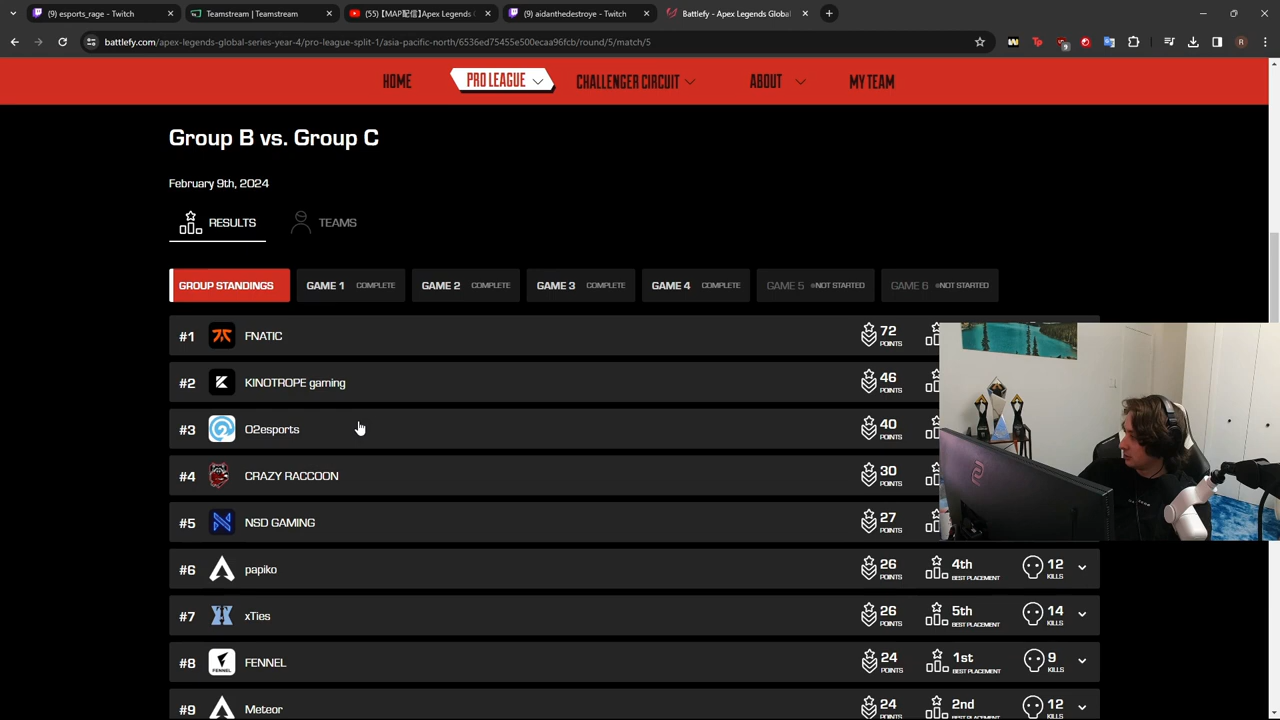 (9) esports_rage - Twitch
Teamstream | Teamstream
(55) 【MAP配信】Apex Legends
(9) aidanthedestroye - Twitch
Battlefy - Apex Legends Global
battlefy.com/apex-legends-global-series-year-4/pro-league-split-1/asia-pacific-north/6536ed75455e500ecaa96fcb/round/5/match/5
HOME
PRO LEAGUE
CHALLENGER CIRCUIT
ABOUT
MY TEAM
Group B vs. Group C
February 9th, 2024
RESULTS
TEAMS
GROUP STANDINGS
GAME 1 COMPLETE
GAME 2 COMPLETE
GAME 3 COMPLETE
GAME 4 COMPLETE
GAME 5 NOT STARTED
GAME 6 NOT STARTED
#1 FNATIC 72 POINTS
#2 KINOTROPE gaming 46 POINTS
#3 O2esports 40 POINTS
#4 CRAZY RACCOON 30 POINTS
#5 NSD GAMING 27 POINTS
#6 papiko 26 POINTS 4th BEST PLACEMENT 12 KILLS
#7 xTies 26 POINTS 5th BEST PLACEMENT 14 KILLS
#8 FENNEL 24 POINTS 1st BEST PLACEMENT 9 KILLS
#9 Meteor 24 POINTS 2nd BEST PLACEMENT 12 KILLS